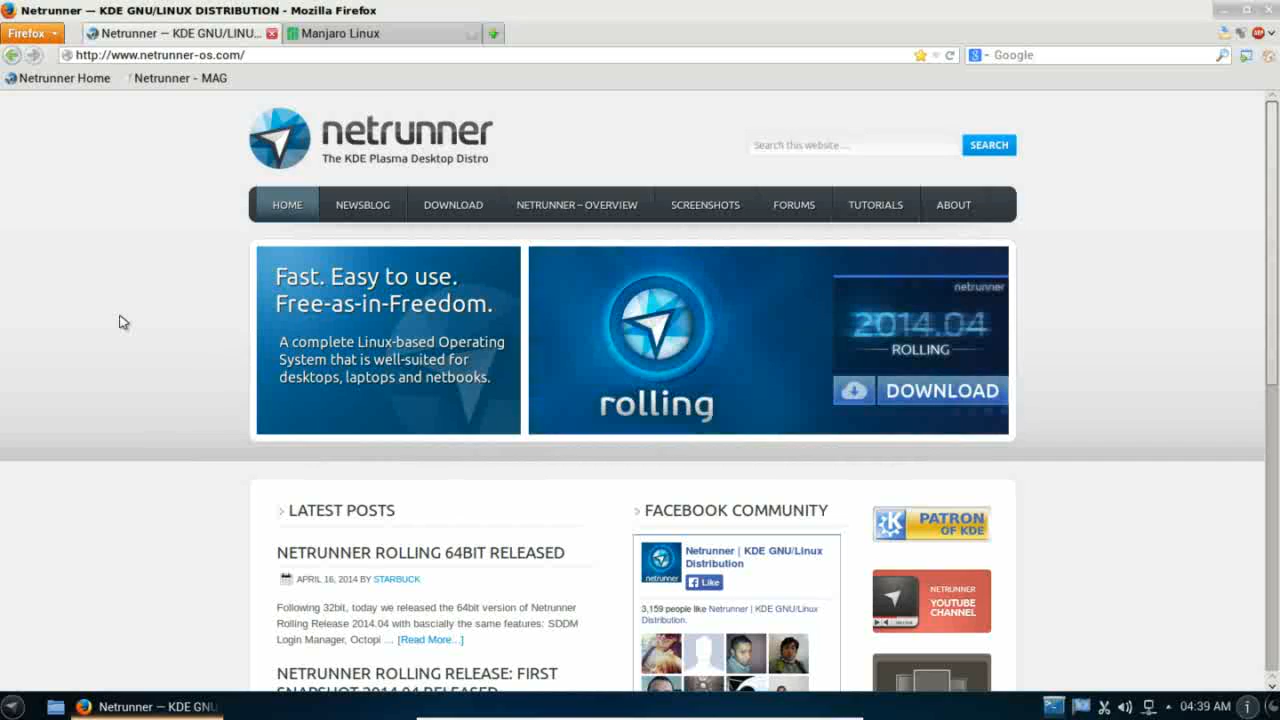 Netrunner — KDE GNU/LINUX DISTRIBUTION - Mozilla Firefox
Firefox
Netrunner — KDE GNU/LINU...
Manjaro Linux
http://www.netrunner-os.com/
Google
Netrunner Home
Netrunner - MAG
netrunner
The KDE Plasma Desktop Distro
Search this website ...
SEARCH
HOME
NEWSBLOG
DOWNLOAD
NETRUNNER – OVERVIEW
SCREENSHOTS
FORUMS
TUTORIALS
ABOUT
Fast. Easy to use.
Free-as-in-Freedom.
A complete Linux-based Operating
System that is well-suited for
desktops, laptops and netbooks.
rolling
netrunner
2014.04
ROLLING
DOWNLOAD
LATEST POSTS
NETRUNNER ROLLING 64BIT RELEASED
APRIL 16, 2014 BY STARBUCK
Following 32bit, today we released the 64bit version of Netrunner
Rolling Release 2014.04 with bascially the same features: SDDM
Login Manager, Octopi ... [Read More...]
NETRUNNER ROLLING RELEASE: FIRST
SNAPSHOT 2014.04 RELEASED
FACEBOOK COMMUNITY
netrunner
Netrunner | KDE GNU/Linux
Distribution
Like
3,159 people like Netrunner | KDE GNU/Linux
Distribution.
PATRON
OF KDE
NETRUNNER
YOUTUBE
CHANNEL
Netrunner — KDE GNU
04:39 AM